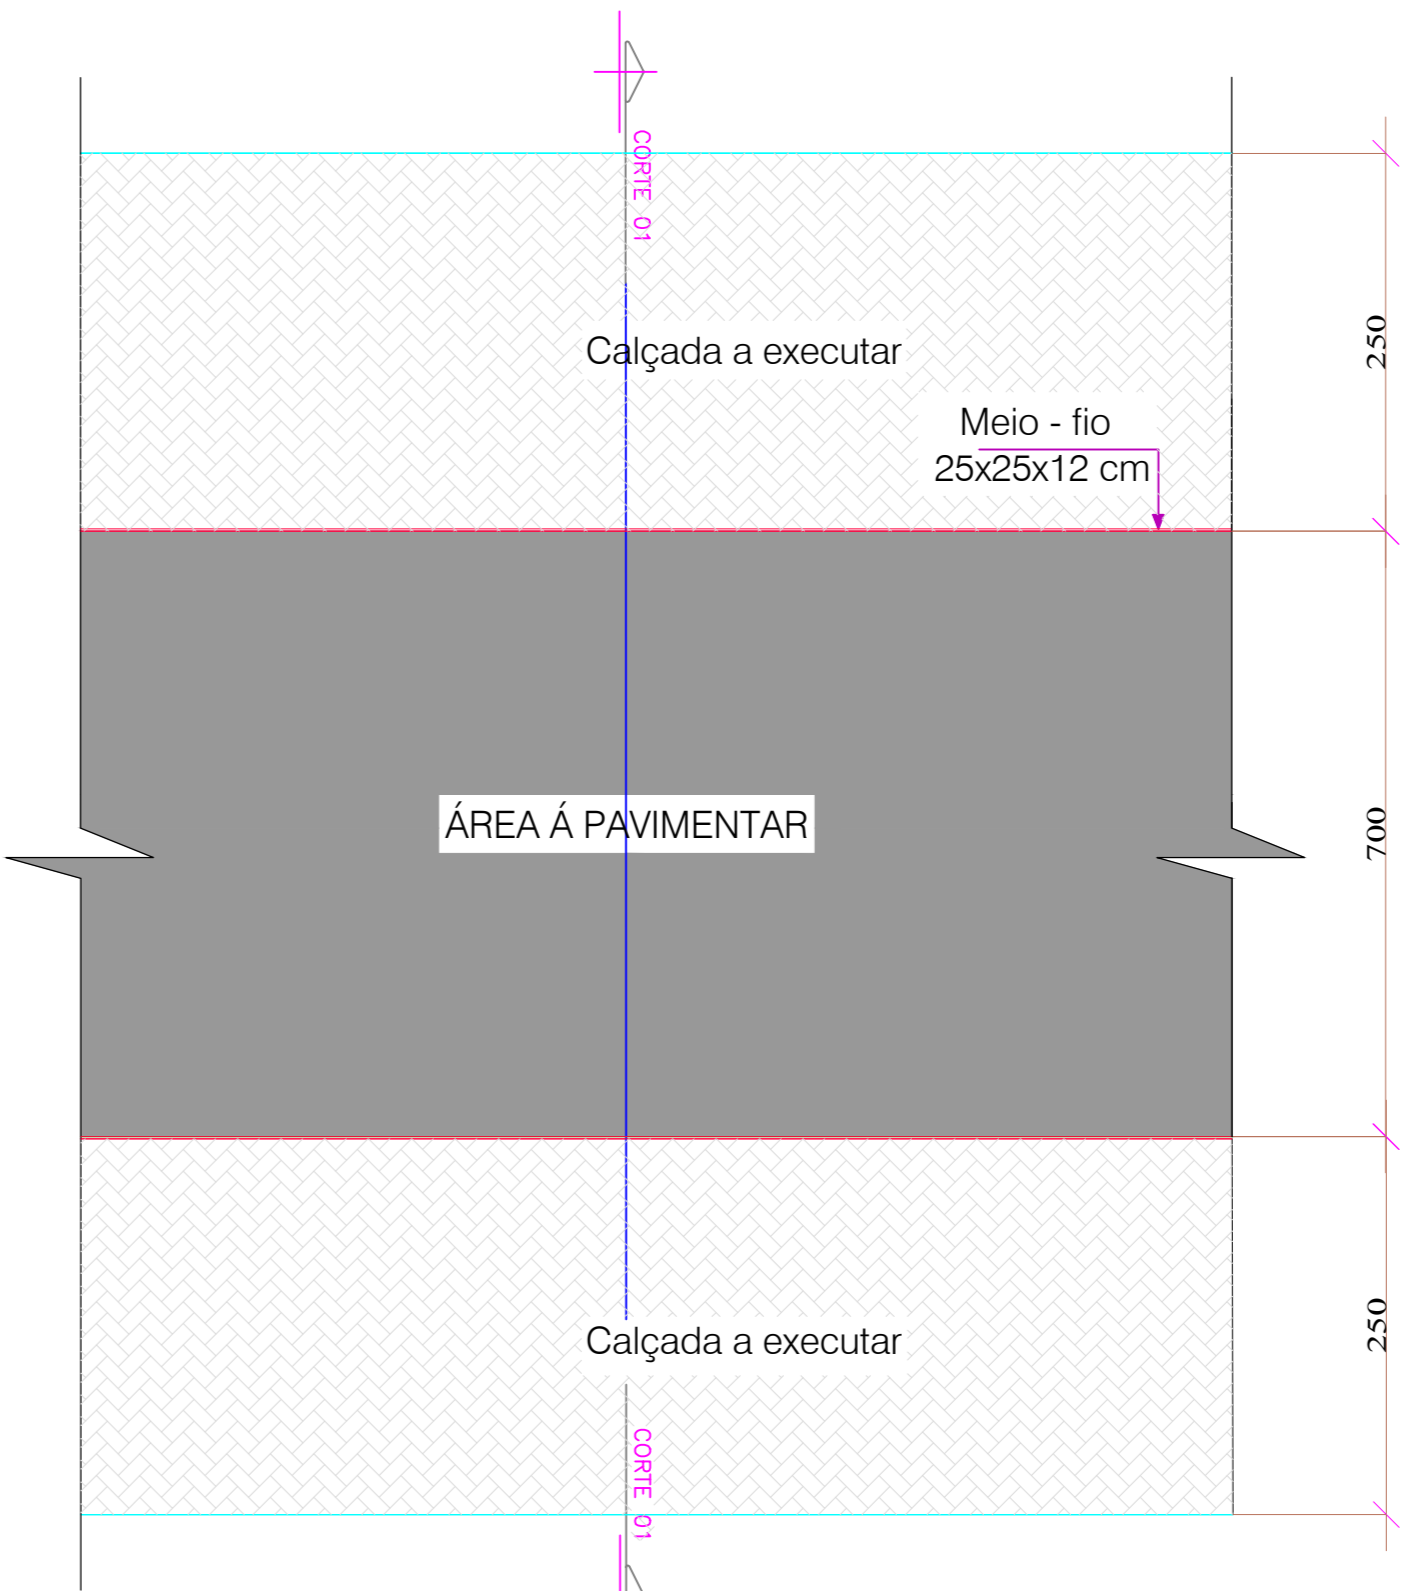 CORTE 01
Calçada a executar
250
Meio - fio
25x25x12 cm
ÁREA Á PAVIMENTAR
700
Calçada a executar
250
CORTE 01